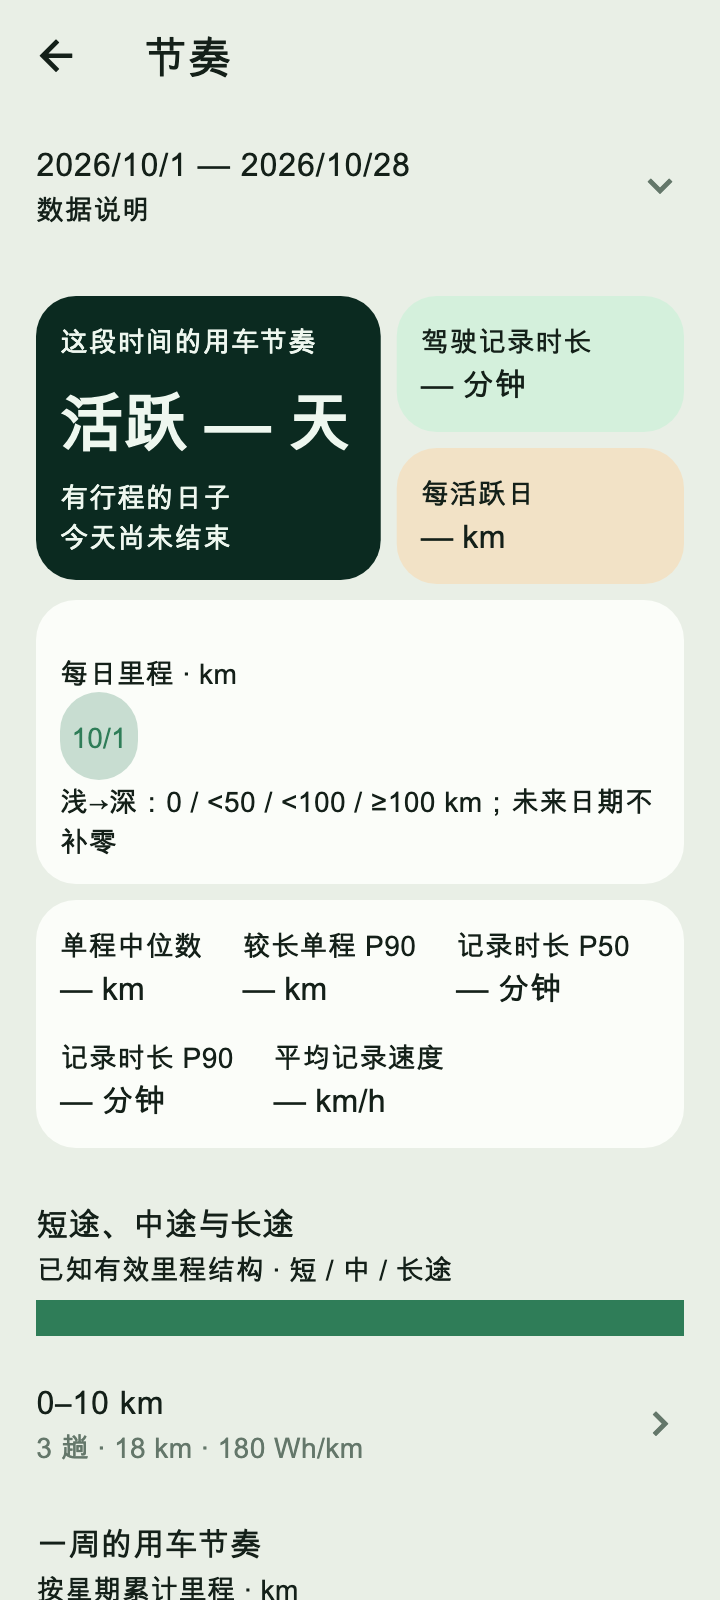 节奏
2026/10/1 — 2026/10/28
数据说明
这段时间的用车节奏
活跃 — 天
有行程的日子
今天尚未结束
驾驶记录时长
— 分钟
每活跃日
— km
每日里程 · km
10/1
浅→深：0 / <50 / <100 / ≥100 km；未来日期不
补零
单程中位数
— km
较长单程 P90
— km
记录时长 P50
— 分钟
记录时长 P90
— 分钟
平均记录速度
— km/h
短途、中途与长途
已知有效里程结构 · 短 / 中 / 长途
0–10 km
3 趟 · 18 km · 180 Wh/km
一周的用车节奏
按星期累计里程 · km